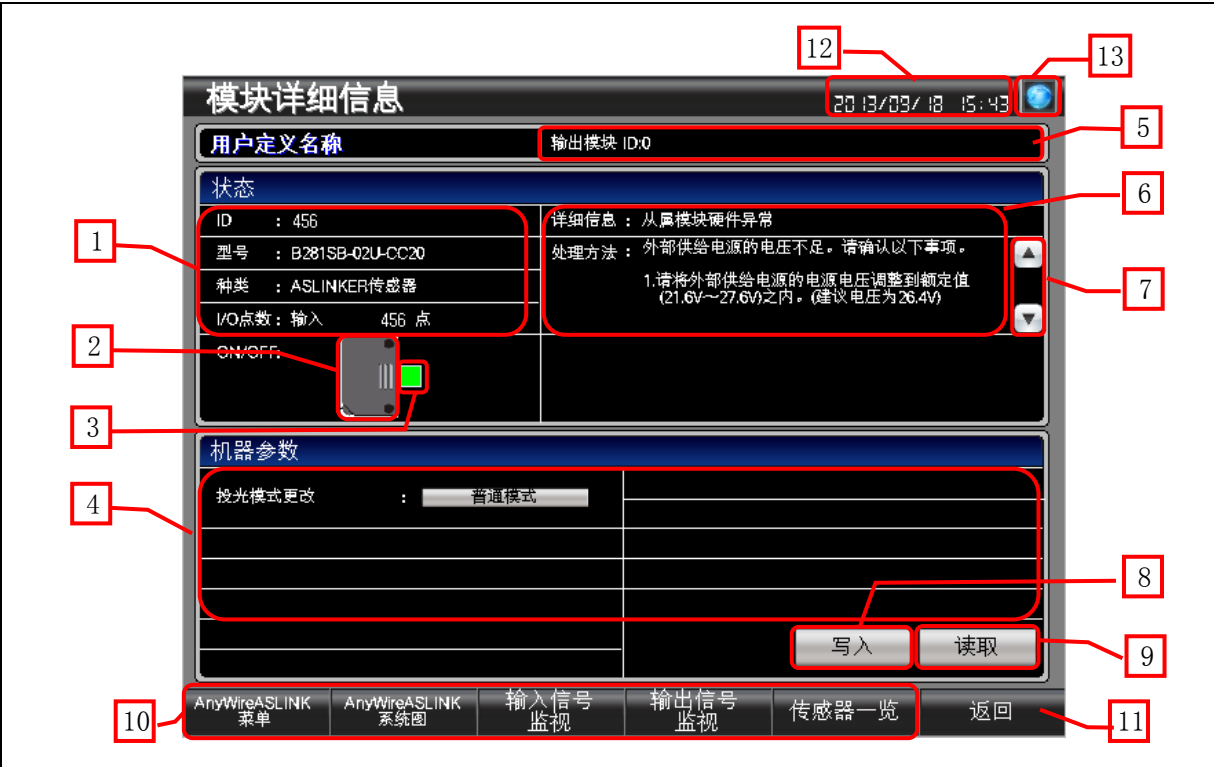 12
13
模块详细信息
2013/09/18 15:43
用户定义名称
输出模块 ID:0
5
状态
6
ID : 456
详细信息 : 从属模块硬件异常
1
型号 : B281SB-02U-CC20
处理方法 : 外部供给电源的电压不足。请确认以下事项。
种类 : ASLINKER传感器
1.请将外部供给电源的电源电压调整到额定值
(21.6V~27.6V)之内。(建议电压为26.4V)
7
I/O点数 : 输入 456 点
2
ON/OFF:
3
机器参数
4
投光模式更改 : 普通模式
8
写入
读取
9
10
AnyWireASLINK
菜单
AnyWireASLINK
系统图
输入信号
监视
输出信号
监视
传感器一览
返回
11